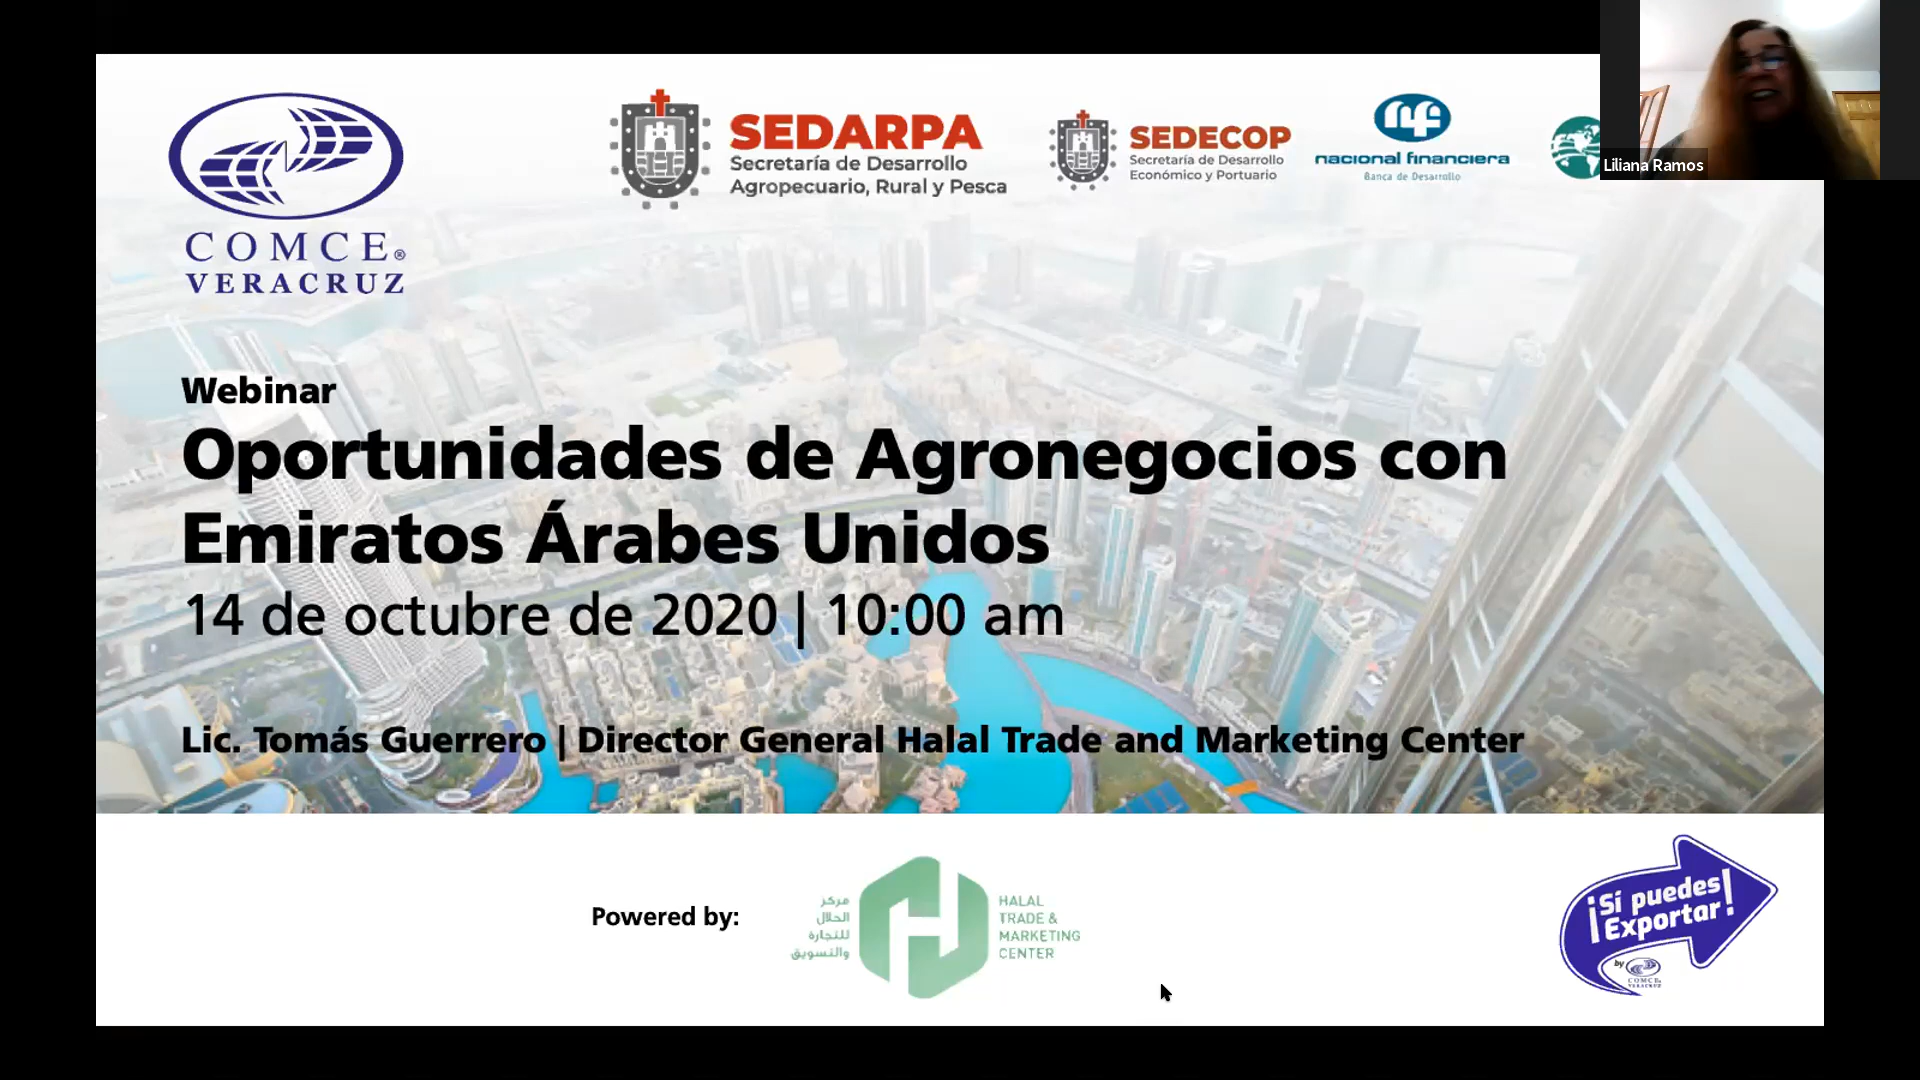 COMCE®
VERACRUZ
SEDARPA
Secretaría de Desarrollo
Agropecuario, Rural y Pesca
SEDECOP
Secretaría de Desarrollo
Económico y Portuario
nf
nacional financiera
Banca de Desarrollo
Liliana Ramos
Webinar
Oportunidades de Agronegocios con
Emiratos Árabes Unidos
14 de octubre de 2020 | 10:00 am
Lic. Tomás Guerrero | Director General Halal Trade and Marketing Center
Powered by:
مركز
الحلال
للتجارة
والتسويق
HALAL
TRADE &
MARKETING
CENTER
¡Sí puedes
Exportar!
by
COMCE®
VERACRUZ